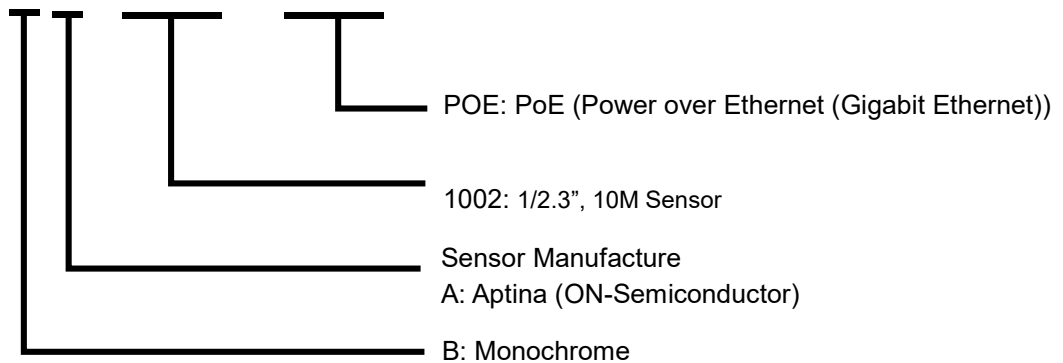 POE: PoE (Power over Ethernet (Gigabit Ethernet))
1002: 1/2.3”, 10M Sensor
Sensor Manufacture
A: Aptina (ON-Semiconductor)
B: Monochrome